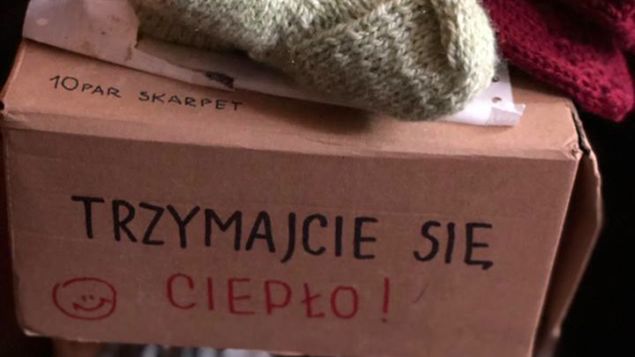 10 PAR SKARPET
TRZYMAJCIE SIĘ
CIEPŁO!